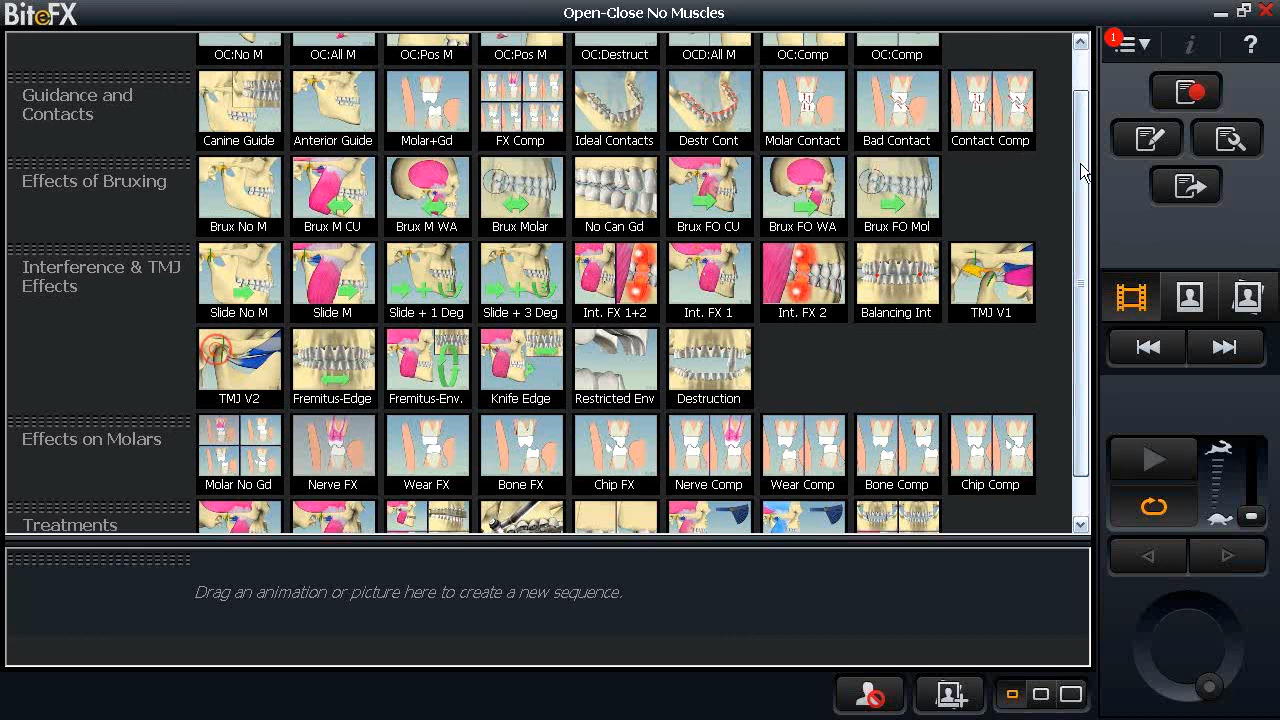 BiteFX
Open-Close No Muscles
OC:No M OC:All M OC:Pos M OC:Pos M OC:Destruct OCD:All M OC:Comp OC:Comp
1
i
?
Guidance and
Contacts
Canine Guide Anterior Guide Molar+Gd FX Comp Ideal Contacts Destr Cont Molar Contact Bad Contact Contact Comp
Effects of Bruxing
Brux No M Brux M CU Brux M WA Brux Molar No Can Gd Brux FO CU Brux FO WA Brux FO Mol
Interference & TMJ
Effects
Slide No M Slide M Slide + 1 Deg Slide + 3 Deg Int. FX 1+2 Int. FX 1 Int. FX 2 Balancing Int TMJ V1
TMJ V2 Fremitus-Edge Fremitus-Env. Knife Edge Restricted Env Destruction
Effects on Molars
Molar No Gd Nerve FX Wear FX Bone FX Chip FX Nerve Comp Wear Comp Bone Comp Chip Comp
Treatments
Drag an animation or picture here to create a new sequence.